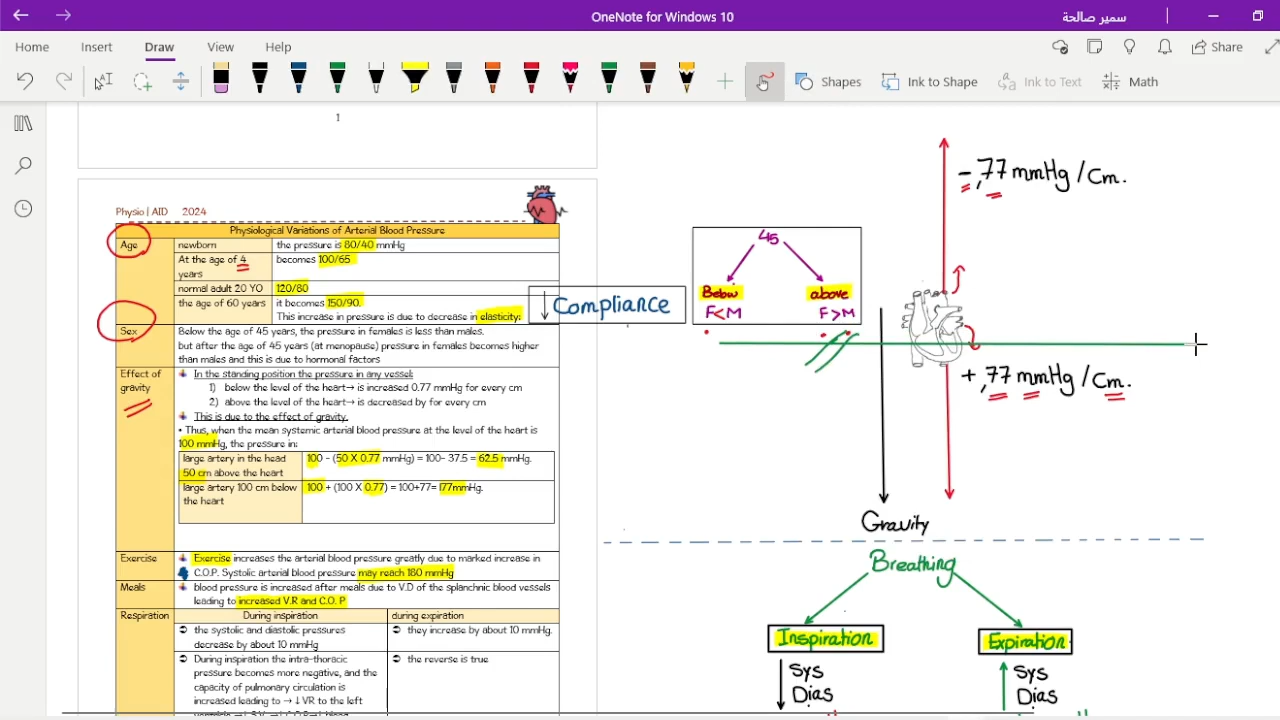 OneNote for Windows 10
سمير صالحة
Home
Insert
Draw
View
Help
Share
Shapes
Ink to Shape
Ink to Text
Math
1
Physio | AID 2024
Physiological Variations of Arterial Blood Pressure
Age
newborn
the pressure is 80/40 mmHg
At the age of 4
years
becomes 100/65
normal adult 20 YO
120/80
the age of 60 years
it becomes 150/90.
This increase in pressure is due to decrease in elasticity.
Sex
Below the age of 45 years, the pressure in females is less than males.
but after the age of 45 years (at menopause) pressure in females becomes higher
than males and this is due to hormonal factors
Effect of
gravity
In the standing position the pressure in any vessel:
1) below the level of the heart→ is increased 0.77 mmHg for every cm
2) above the level of the heart→ is decreased by for every cm
This is due to the effect of gravity.
• Thus, when the mean systemic arterial blood pressure at the level of the heart is
100 mmHg, the pressure in:
large artery in the head
50 cm above the heart
100 - (50 X 0.77 mmHg) = 100- 37.5 = 62.5 mmHg.
large artery 100 cm below
the heart
100 + (100 X 0.77) = 100+77= 177mmHg.
Exercise
Exercise increases the arterial blood pressure greatly due to marked increase in
C.O.P. Systolic arterial blood pressure may reach 180 mmHg
Meals
blood pressure is increased after meals due to V.D of the splanchnic blood vessels
leading to increased V.R and C.O.P
Respiration
During inspiration
during expiration
the systolic and diastolic pressures
decrease by about 10 mmHg
they increase by about 10 mmHg.
During inspiration the intra-thoracic
pressure becomes more negative, and the
capacity of pulmonary circulation is
increased leading to → ↓ VR to the left
the reverse is true
↓ Compliance
45
Below
above
F<M
F>M
-,77 mmHg/cm.
+,77 mmHg/cm.
Gravity
Breathing
Inspiration
Expiration
↓ Sys
Dias
↑ Sys
Dias